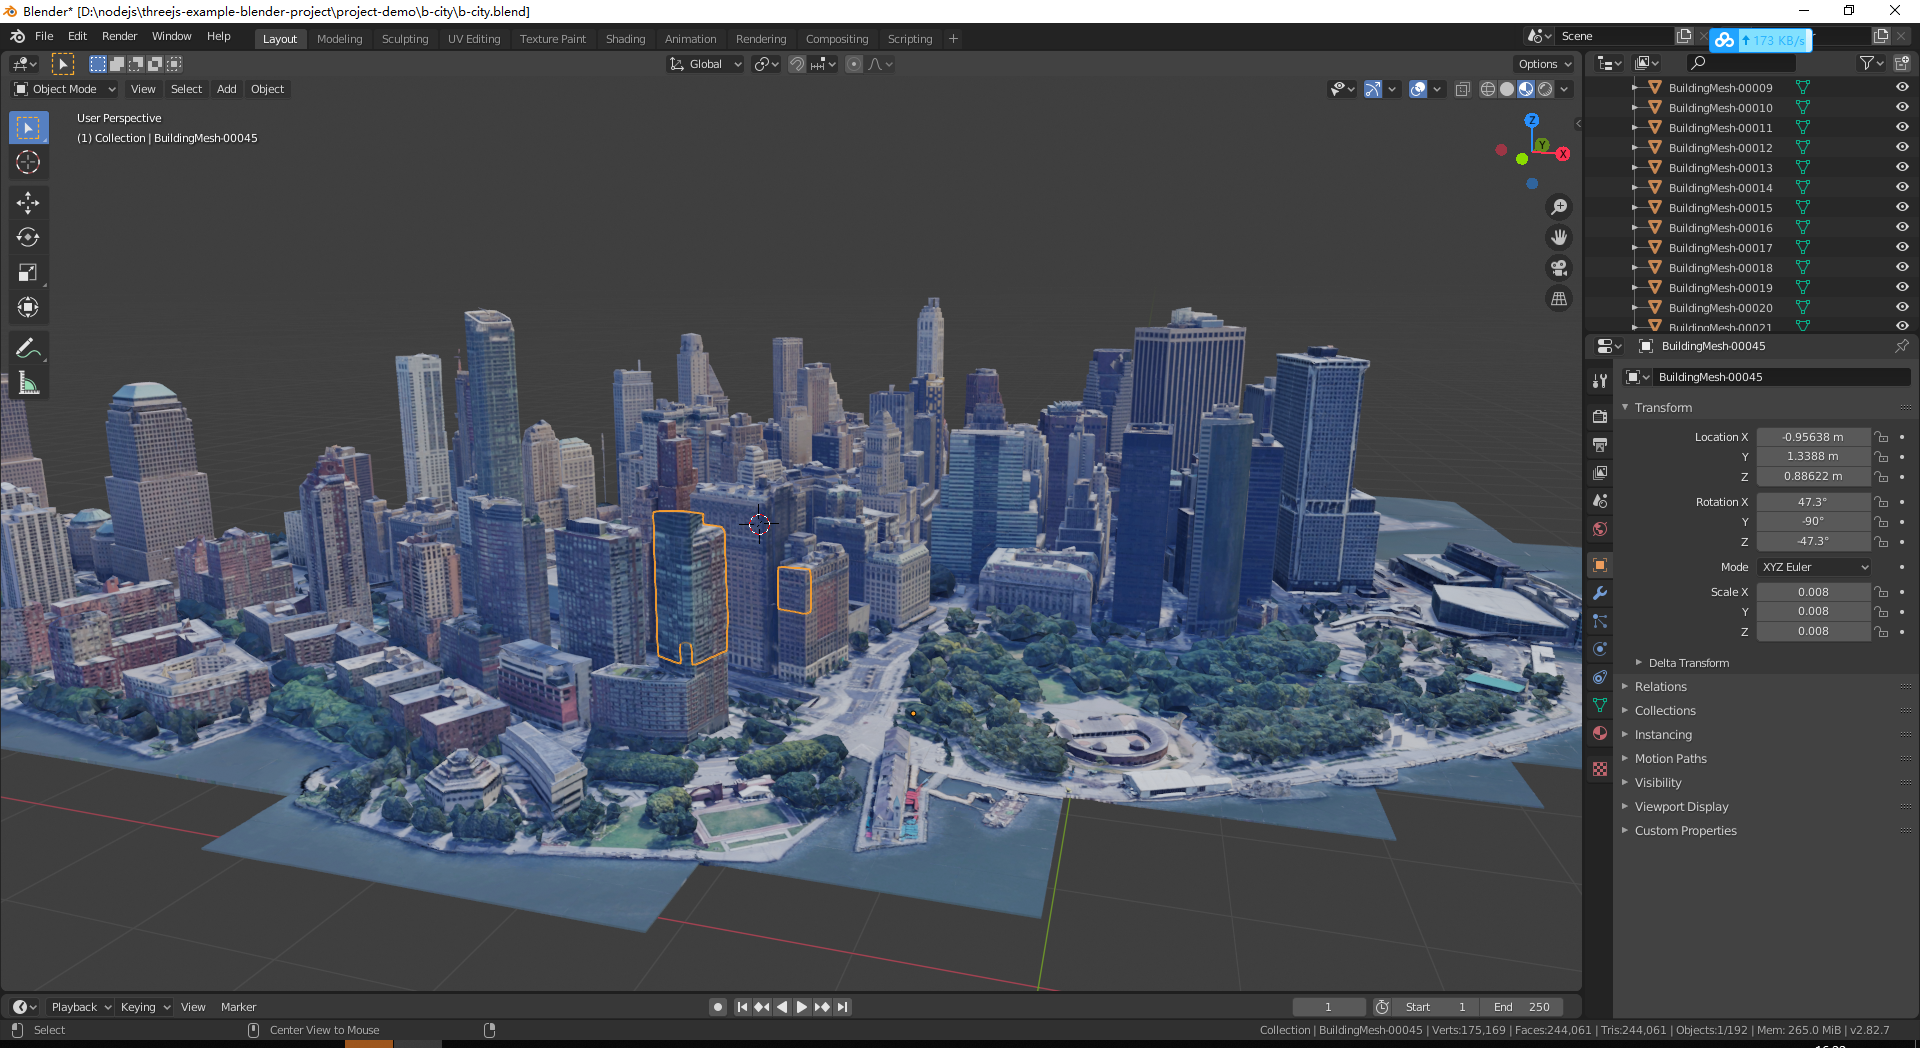 Blender* [D:\nodejs\threejs-example-blender-project\project-demo\b-city\b-city.blend]
File Edit Render Window Help Layout Modeling Sculpting UV Editing Texture Paint Shading Animation Rendering Compositing Scripting + Scene
173 KB/s
Global Options
Object Mode View Select Add Object
User Perspective
(1) Collection | BuildingMesh-00045
Z
Y
X
BuildingMesh-00009
BuildingMesh-00010
BuildingMesh-00011
BuildingMesh-00012
BuildingMesh-00013
BuildingMesh-00014
BuildingMesh-00015
BuildingMesh-00016
BuildingMesh-00017
BuildingMesh-00018
BuildingMesh-00019
BuildingMesh-00020
BuildingMesh-00021
BuildingMesh-00045
BuildingMesh-00045
Transform
Location X -0.95638 m
Y 1.3388 m
Z 0.88622 m
Rotation X 47.3°
Y -90°
Z -47.3°
Mode XYZ Euler
Scale X 0.008
Y 0.008
Z 0.008
Delta Transform
Relations
Collections
Instancing
Motion Paths
Visibility
Viewport Display
Custom Properties
Playback Keying View Marker 1 Start 1 End 250
Select Center View to Mouse Collection | BuildingMesh-00045 | Verts:175,169 | Faces:244,061 | Tris:244,061 | Objects:1/192 | Mem: 265.0 MiB | v2.82.7